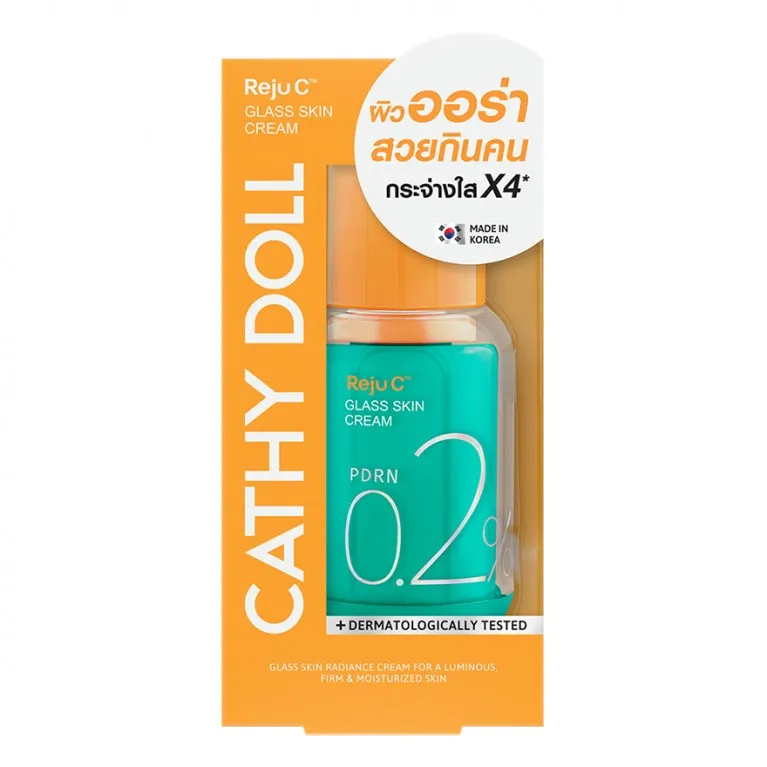 Reju C™
GLASS SKIN
CREAM
CATHY DOLL
ผิวออร่า
สวยกินคน
กระจ่างใส X4*
MADE IN
KOREA
Reju C™
GLASS SKIN
CREAM
PDRN
0.2%
+ DERMATOLOGICALLY TESTED
GLASS SKIN RADIANCE CREAM FOR A LUMINOUS,
FIRM & MOISTURIZED SKIN